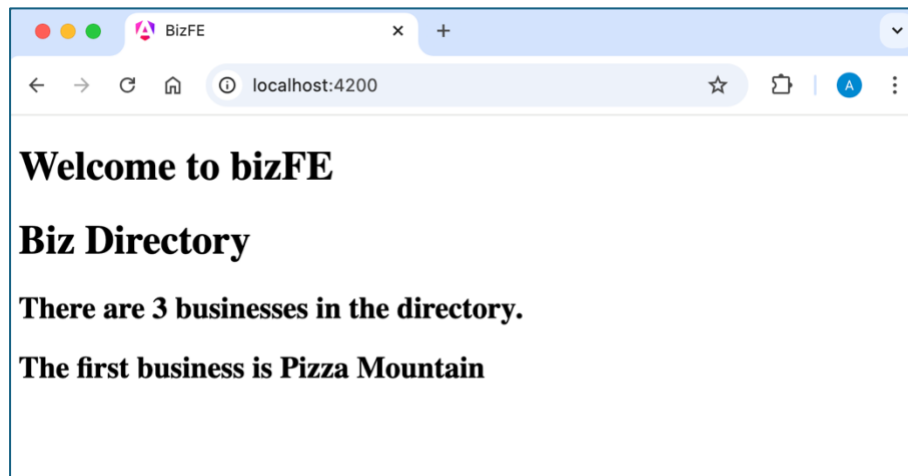 BizFE
localhost:4200
A
Welcome to bizFE
Biz Directory
There are 3 businesses in the directory.
The first business is Pizza Mountain